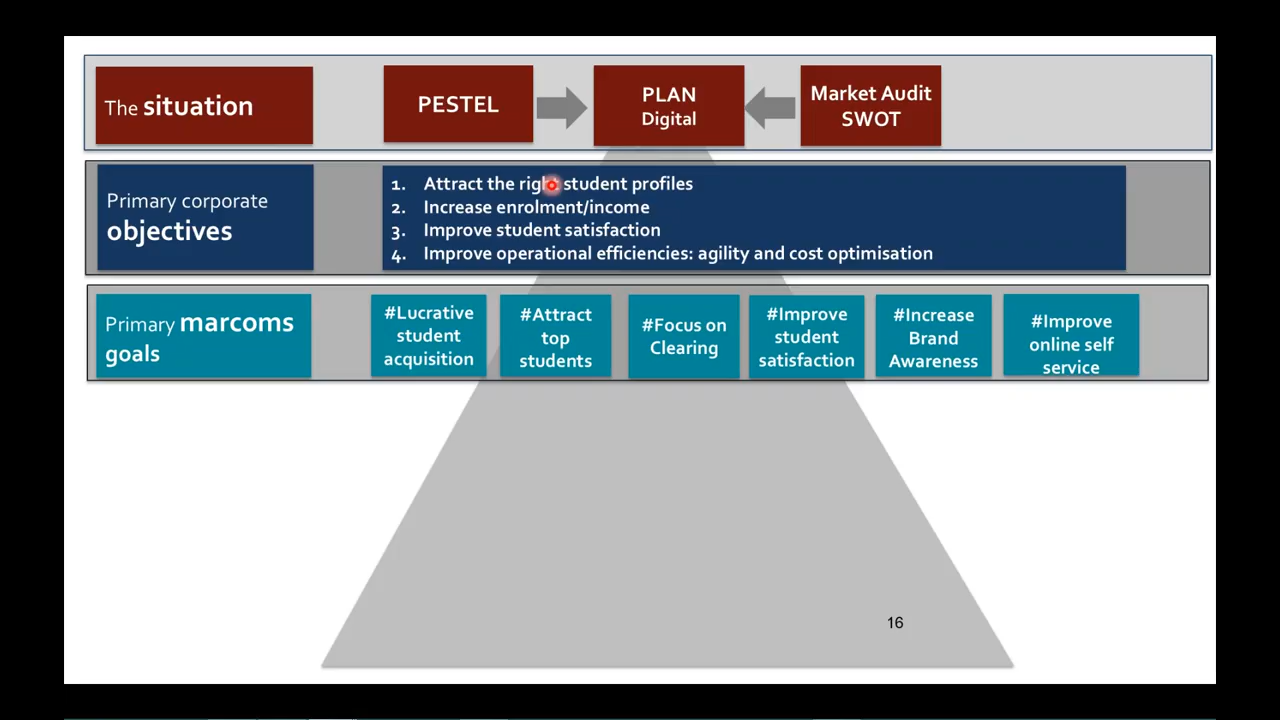 The situation
PESTEL
PLAN
Digital
Market Audit
SWOT
Primary corporate
objectives
1. Attract the right student profiles
2. Increase enrolment/income
3. Improve student satisfaction
4. Improve operational efficiencies: agility and cost optimisation
Primary marcoms
goals
#Lucrative
student
acquisition
#Attract
top
students
#Focus on
Clearing
#Improve
student
satisfaction
#Increase
Brand
Awareness
#Improve
online self
service
16